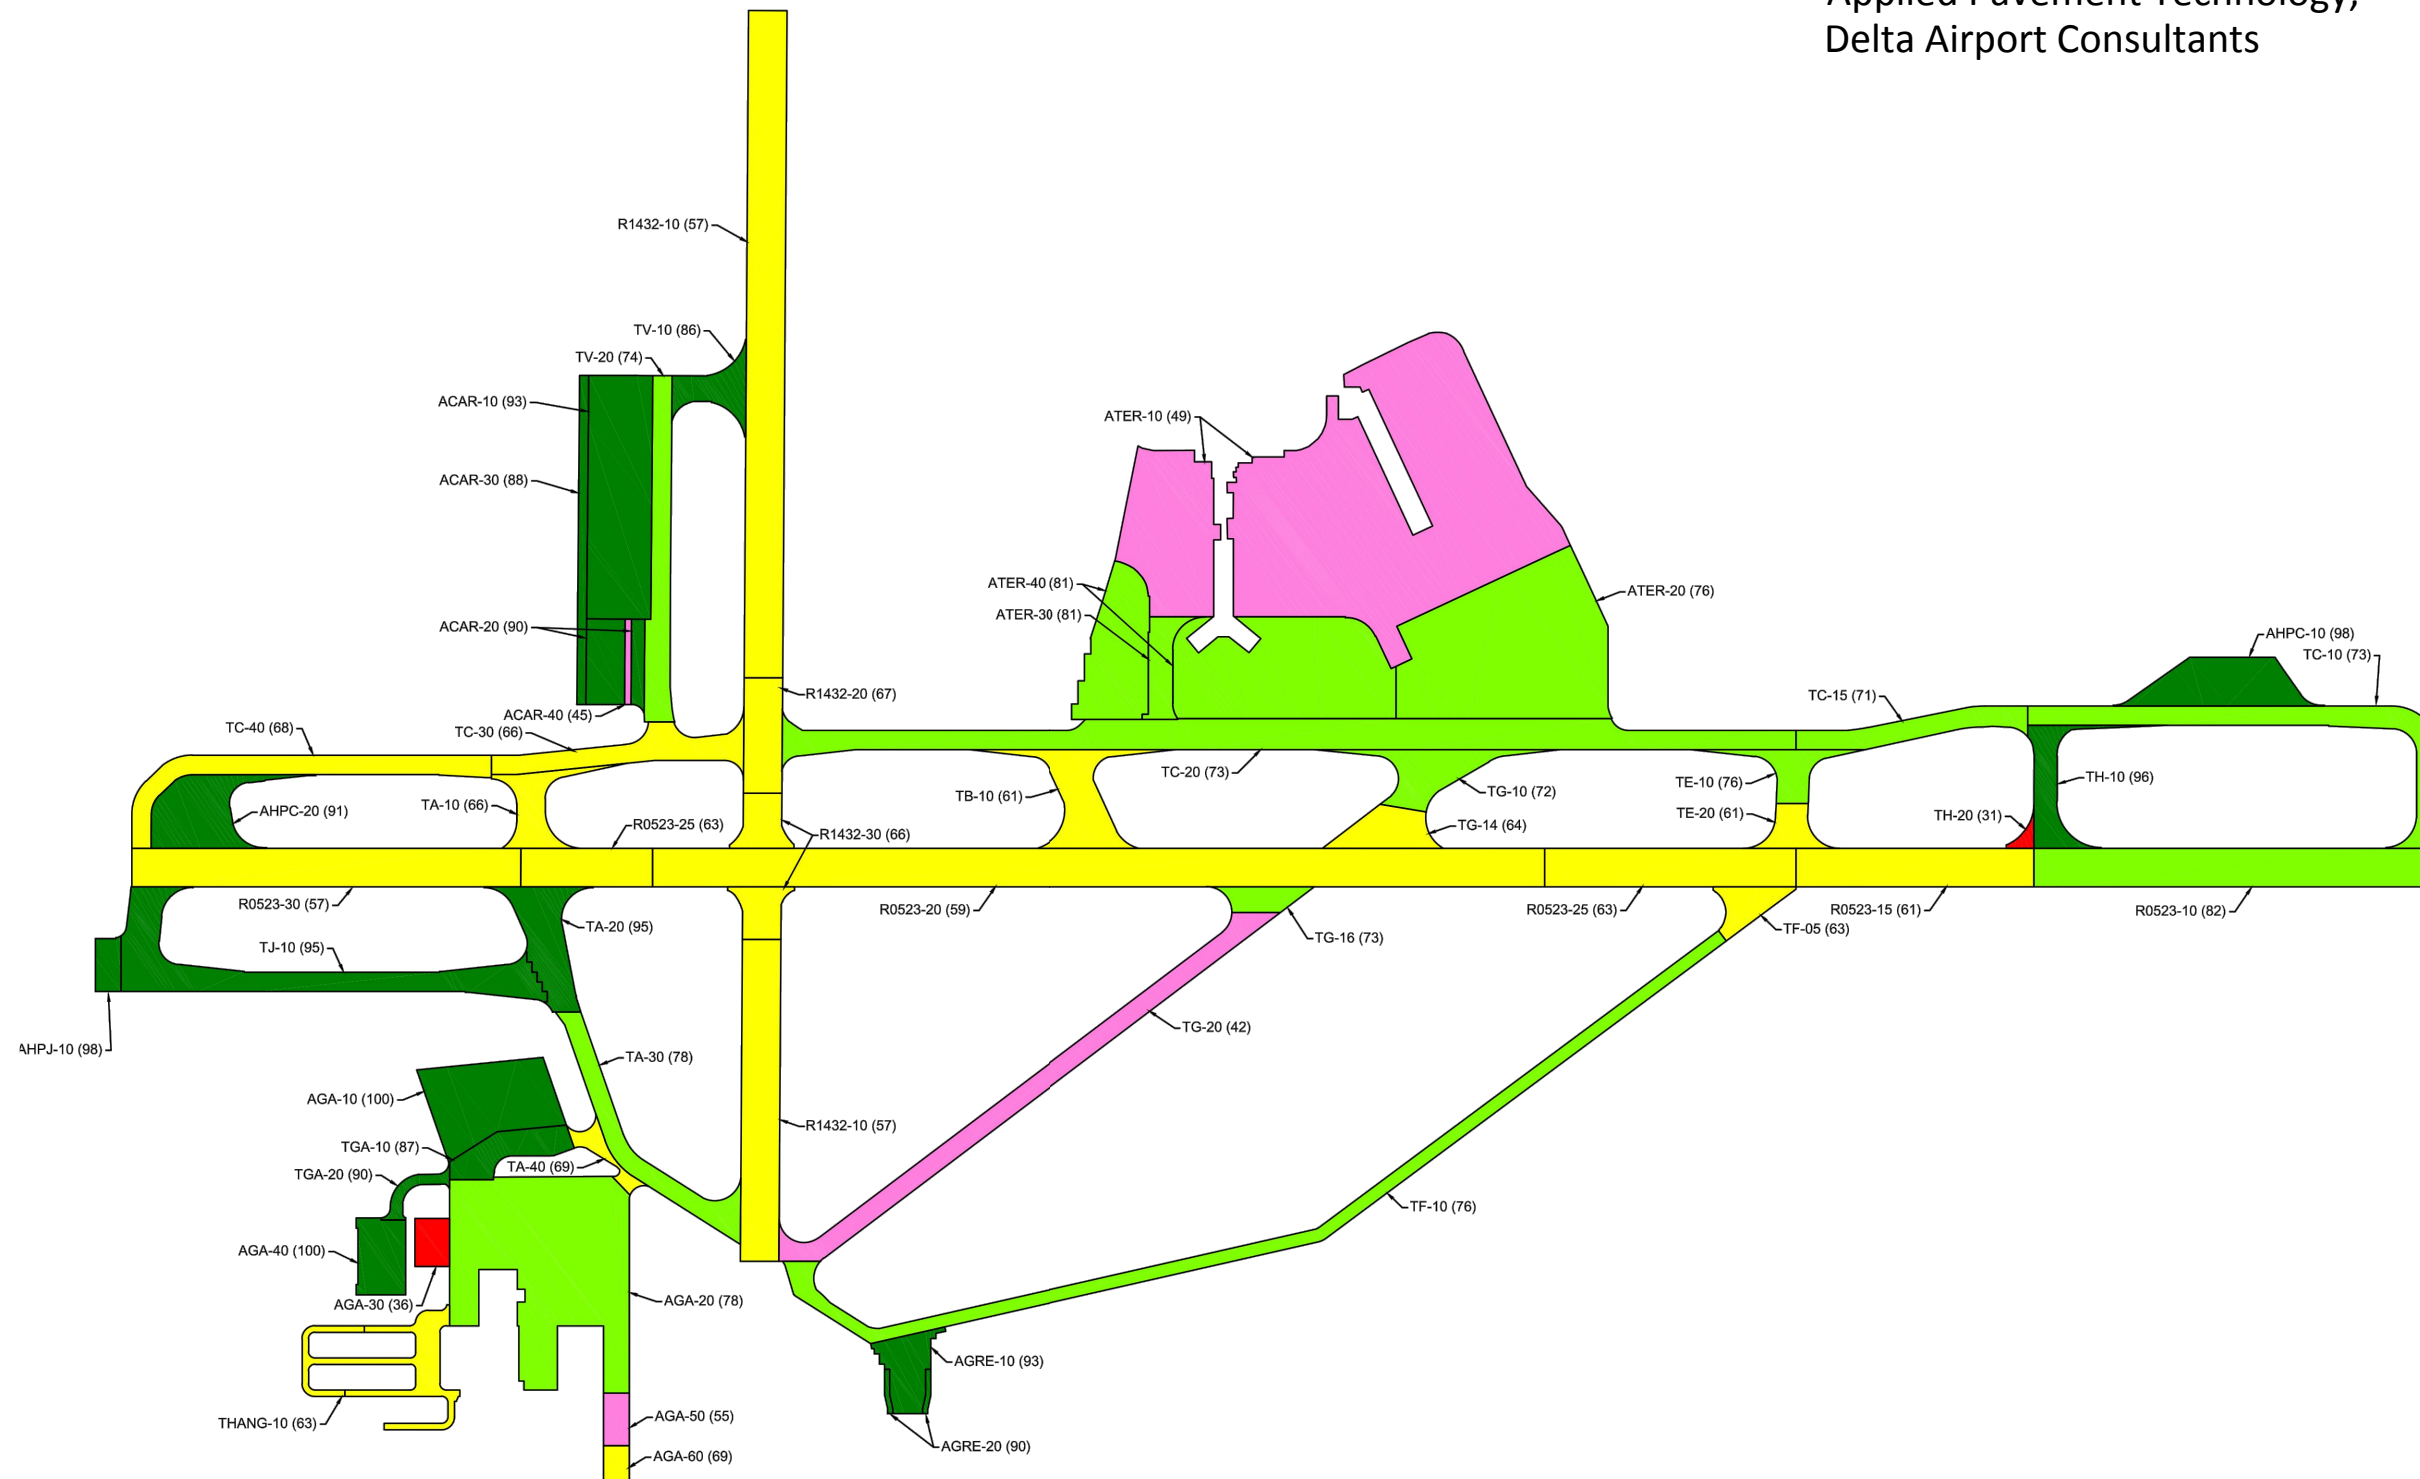 Applied Pavement Technology,
Delta Airport Consultants
R1432-10 (57)
TV-10 (86)
TV-20 (74)
ACAR-10 (93)
ATER-10 (49)
ACAR-30 (88)
ATER-40 (81)
ATER-20 (76)
ATER-30 (81)
ACAR-20 (90)
AHPC-10 (98)
TC-10 (73)
R1432-20 (67)
TC-15 (71)
ACAR-40 (45)
TC-40 (68)
TC-30 (66)
TC-20 (73)
TH-10 (96)
TE-10 (76)
TG-10 (72)
TB-10 (61)
TA-10 (66)
AHPC-20 (91)
TE-20 (61)
TH-20 (31)
R0523-25 (63)
TG-14 (64)
R1432-30 (66)
R0523-30 (57)
R0523-20 (59)
R0523-25 (63)
R0523-15 (61)
R0523-10 (82)
TA-20 (95)
TF-05 (63)
TG-16 (73)
TJ-10 (95)
TG-20 (42)
AHPJ-10 (98)
TA-30 (78)
AGA-10 (100)
R1432-10 (57)
TGA-10 (87)
TA-40 (69)
TGA-20 (90)
TF-10 (76)
AGA-40 (100)
AGA-20 (78)
AGA-30 (36)
AGRE-10 (93)
AGA-50 (55)
THANG-10 (63)
AGRE-20 (90)
AGA-60 (69)